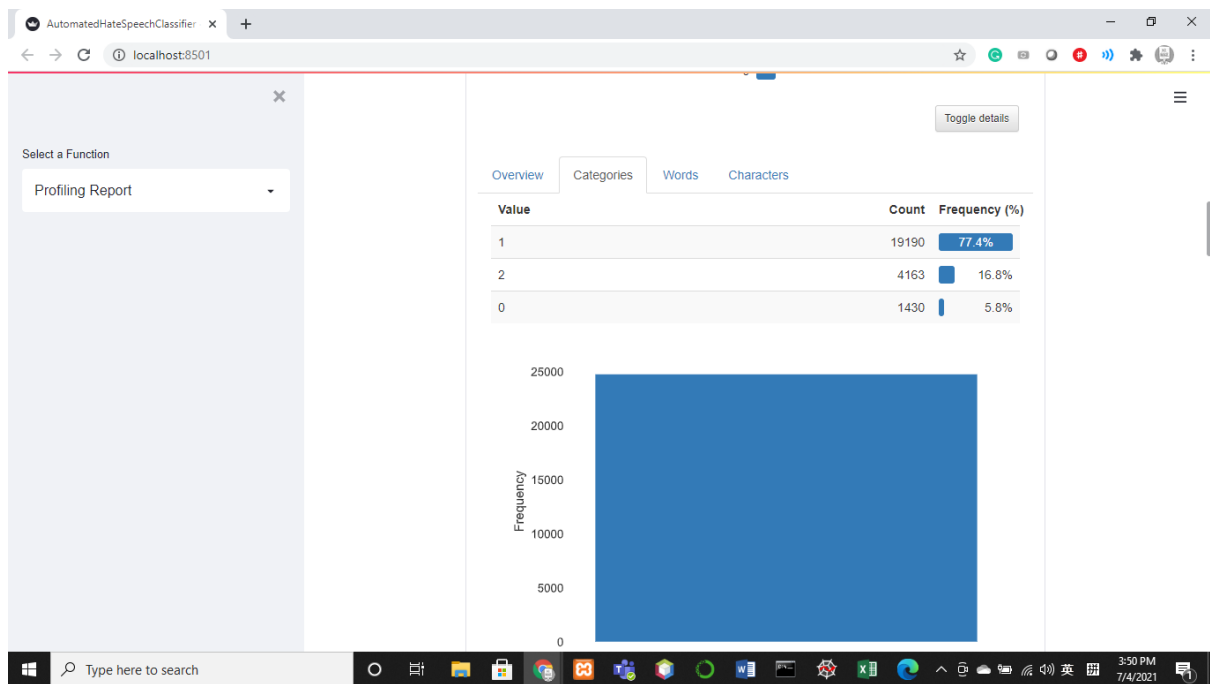 AutomatedHateSpeechClassifier
localhost:8501
Toggle details
Select a Function
Profiling Report
Overview Categories Words Characters
Value Count Frequency (%)
1 19190 77.4%
2 4163 16.8%
0 1430 5.8%
25000
20000
15000
10000
5000
0
Frequency
Type here to search
英 拼
3:50 PM
7/4/2021